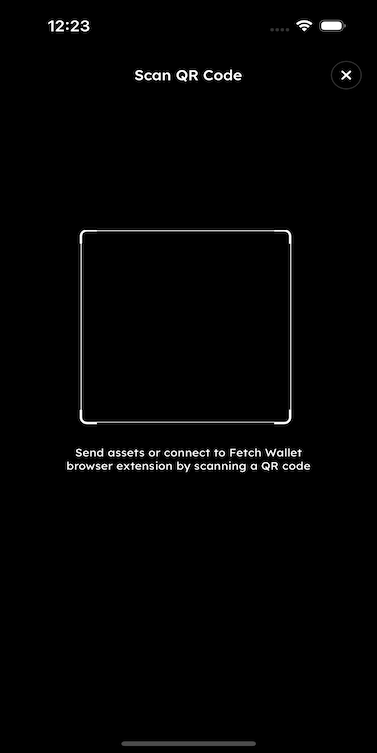 12:23
Scan QR Code
Send assets or connect to Fetch Wallet
browser extension by scanning a QR code